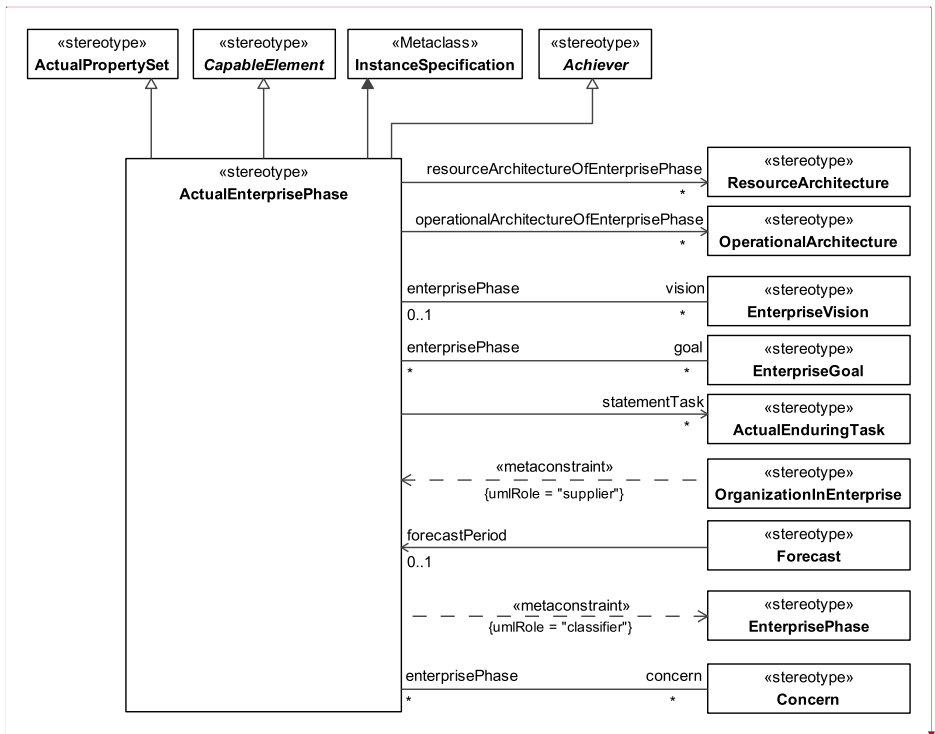 «stereotype»
ActualPropertySet
«stereotype»
CapableElement
«Metaclass»
InstanceSpecification
«stereotype»
Achiever
«stereotype»
ActualEnterprisePhase
resourceArchitectureOfEnterprisePhase
*
«stereotype»
ResourceArchitecture
operationalArchitectureOfEnterprisePhase
*
«stereotype»
OperationalArchitecture
enterprisePhase
0..1
vision
*
«stereotype»
EnterpriseVision
enterprisePhase
*
goal
*
«stereotype»
EnterpriseGoal
statementTask
*
«stereotype»
ActualEnduringTask
«metaconstraint»
{umlRole = "supplier"}
«stereotype»
OrganizationInEnterprise
forecastPeriod
0..1
«stereotype»
Forecast
«metaconstraint»
{umlRole = "classifier"}
«stereotype»
EnterprisePhase
enterprisePhase
*
concern
*
«stereotype»
Concern